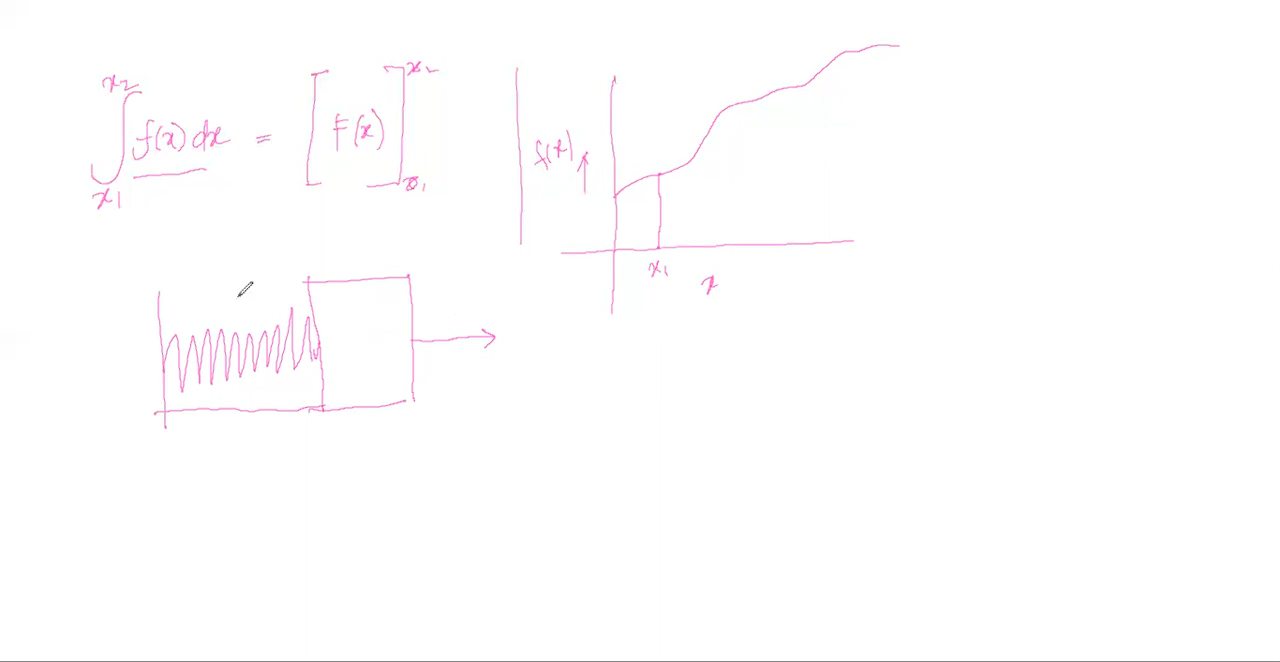 ∫_{x1}^{x2} f(x) dx = [F(x)]_{x1}^{x2}
f(x) ↑
x1
x